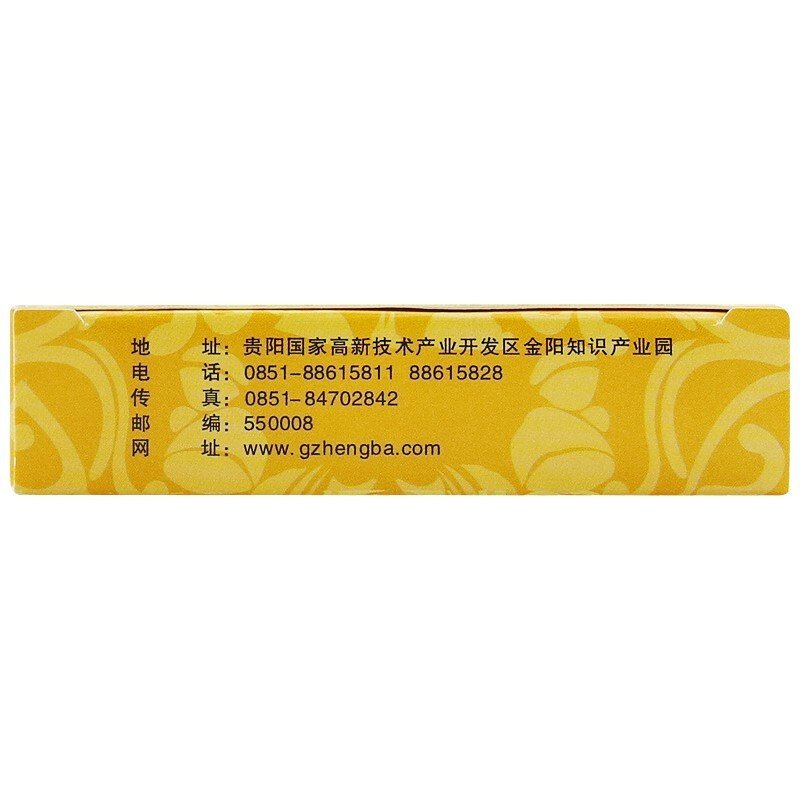 地 址：贵阳国家高新技术产业开发区金阳知识产业园
电 话：0851-88615811 88615828
传 真：0851-84702842
邮 编：550008
网 址：www.gzhengba.com